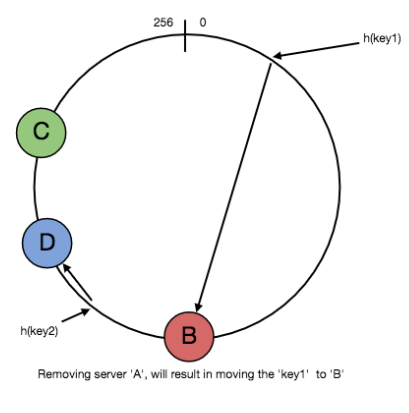 256 0
h(key1)
C
D
h(key2)
B
Removing server 'A', will result in moving the 'key1' to 'B'